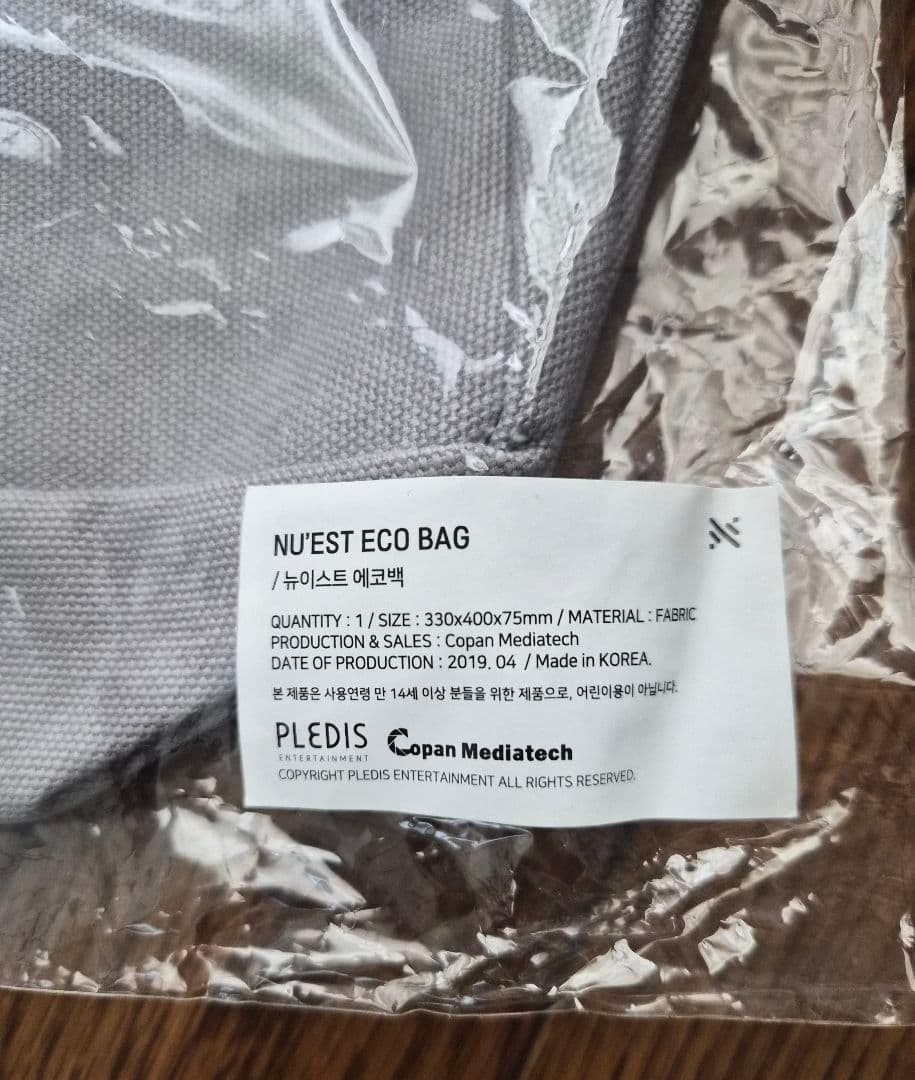 NU'EST ECO BAG
/ 뉴이스트 에코백
QUANTITY : 1 / SIZE : 330x400x75mm / MATERIAL : FABRIC
PRODUCTION & SALES : Copan Mediatech
DATE OF PRODUCTION : 2019. 04 / Made in KOREA.
본 제품은 사용연령 만 14세 이상 분들을 위한 제품으로, 어린이용이 아닙니다.
PLEDIS Copan Mediatech
ENTERTAINMENT
COPYRIGHT PLEDIS ENTERTAINMENT ALL RIGHTS RESERVED.